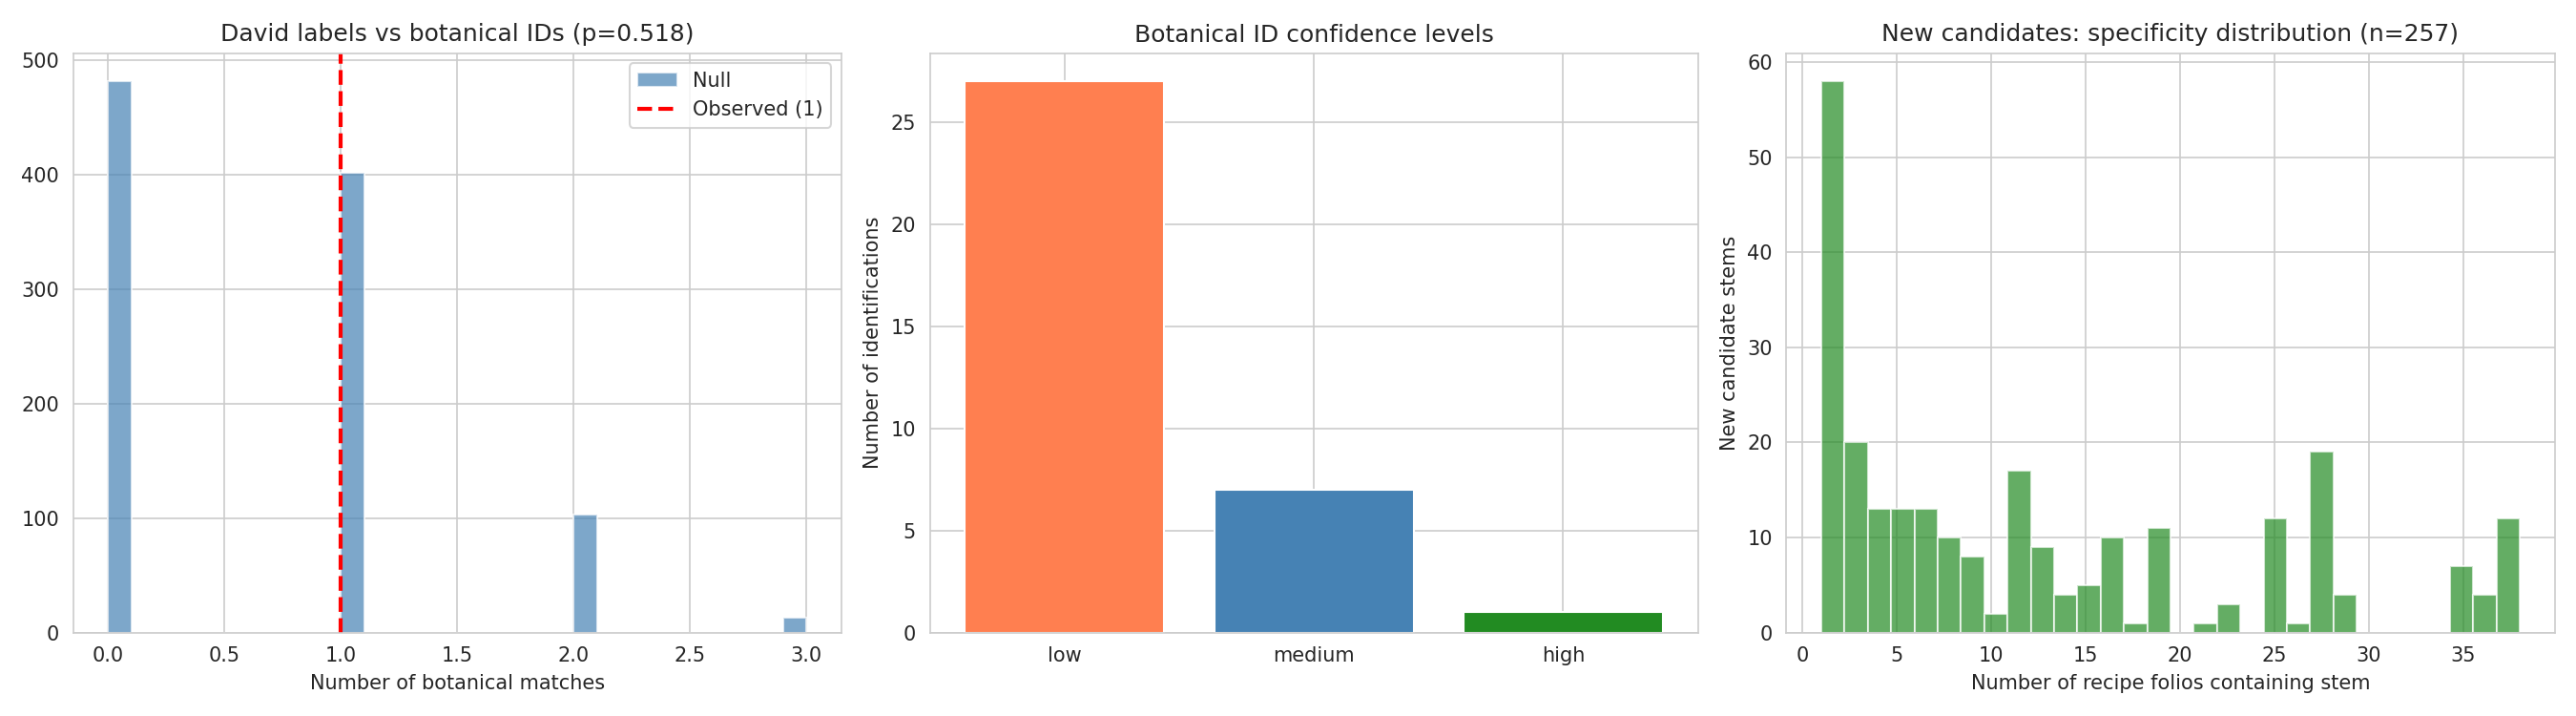 David labels vs botanical IDs (p=0.518)
500
400
300
200
100
0
0.0 0.5 1.0 1.5 2.0 2.5 3.0
Number of botanical matches
Null
Observed (1)
Botanical ID confidence levels
Number of identifications
25
20
15
10
5
0
low medium high
New candidates: specificity distribution (n=257)
New candidate stems
60
50
40
30
20
10
0
0 5 10 15 20 25 30 35
Number of recipe folios containing stem